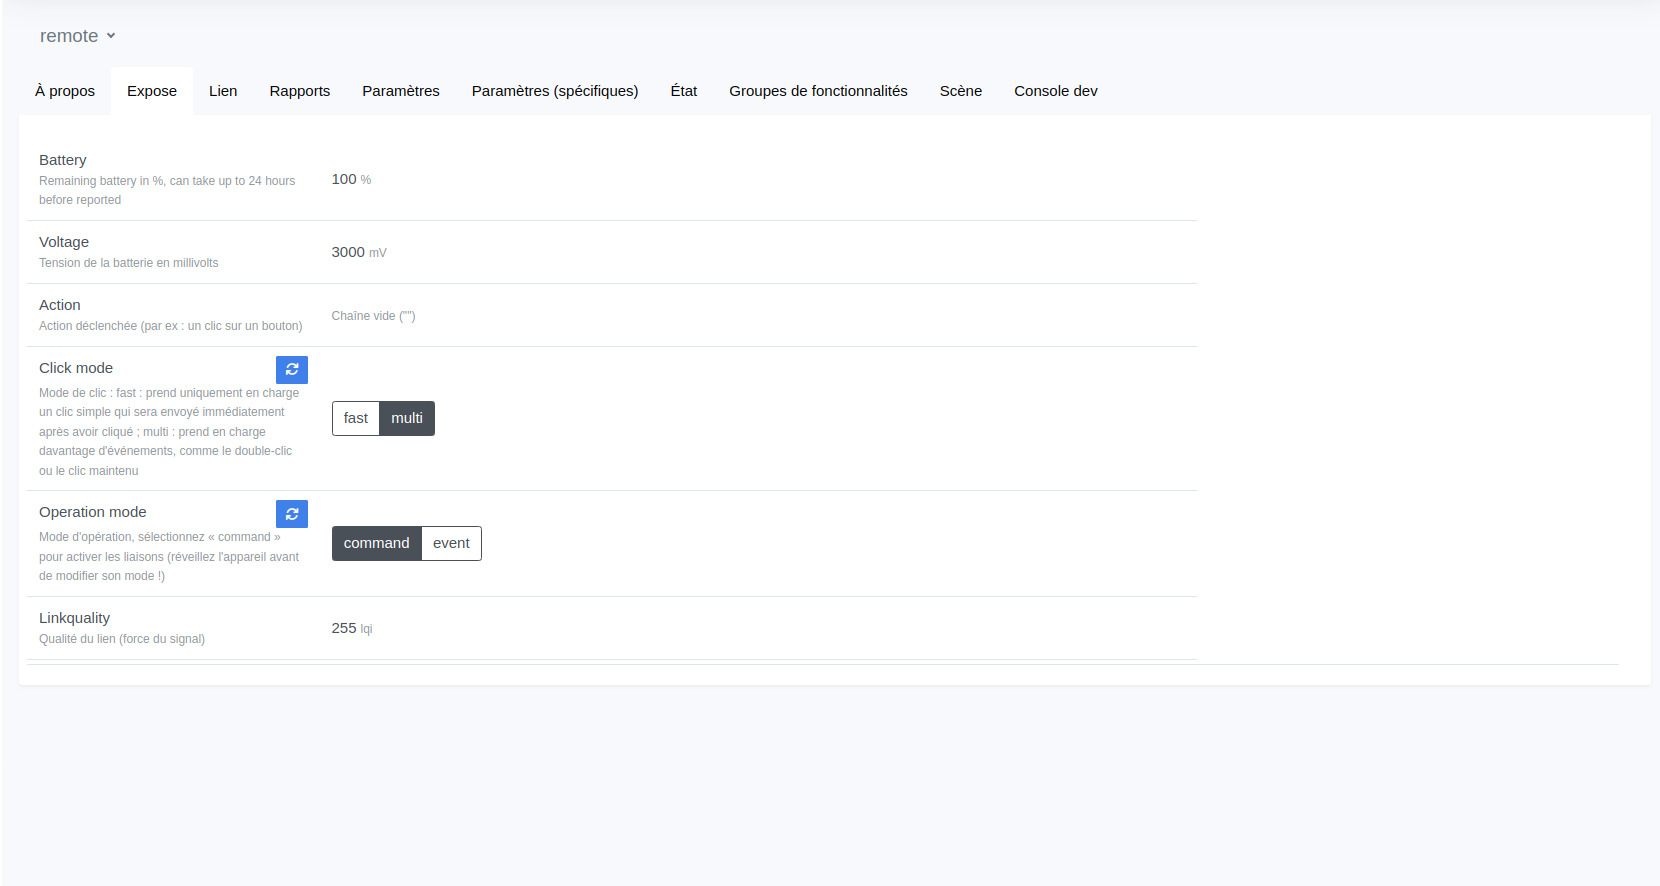 remote
À propos Expose Lien Rapports Paramètres Paramètres (spécifiques) État Groupes de fonctionnalités Scène Console dev
Battery
Remaining battery in %, can take up to 24 hours
before reported
100 %
Voltage
Tension de la batterie en millivolts
3000 mV
Action
Action déclenchée (par ex : un clic sur un bouton)
Chaîne vide ("")
Click mode
Mode de clic : fast : prend uniquement en charge
un clic simple qui sera envoyé immédiatement
après avoir cliqué ; multi : prend en charge
davantage d'événements, comme le double-clic
ou le clic maintenu
fast multi
Operation mode
Mode d'opération, sélectionnez « command »
pour activer les liaisons (réveillez l'appareil avant
de modifier son mode !)
command event
Linkquality
Qualité du lien (force du signal)
255 lqi